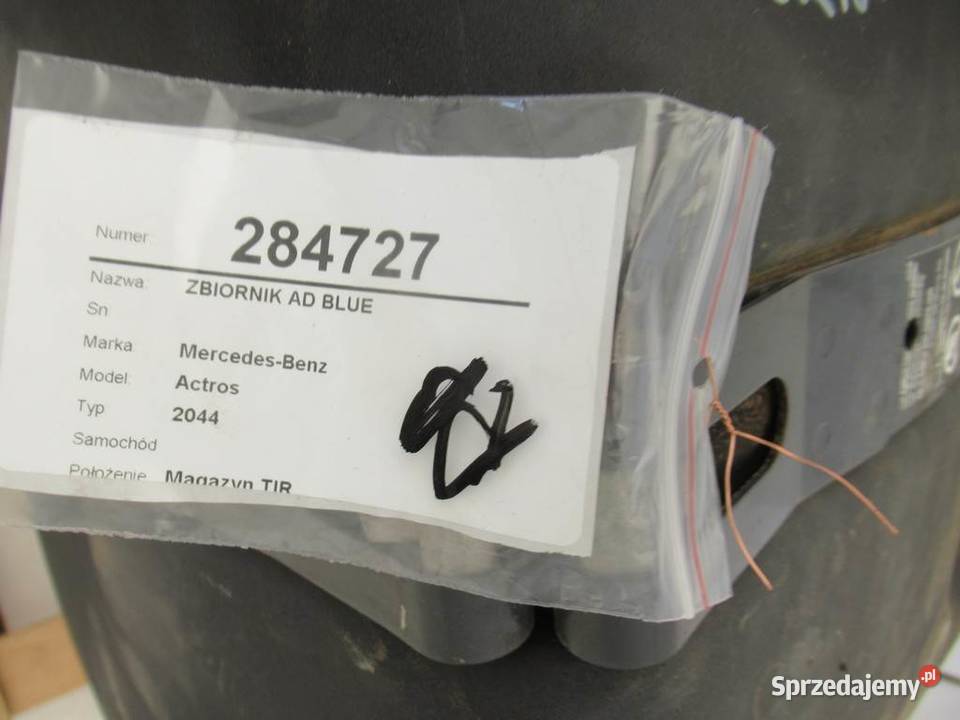 Numer: 284727
Nazwa: ZBIORNIK AD BLUE
Sn
Marka: Mercedes-Benz
Model: Actros
Typ 2044
Samochód
Położenie Magazyn TIR
Sprzedajemy.pl